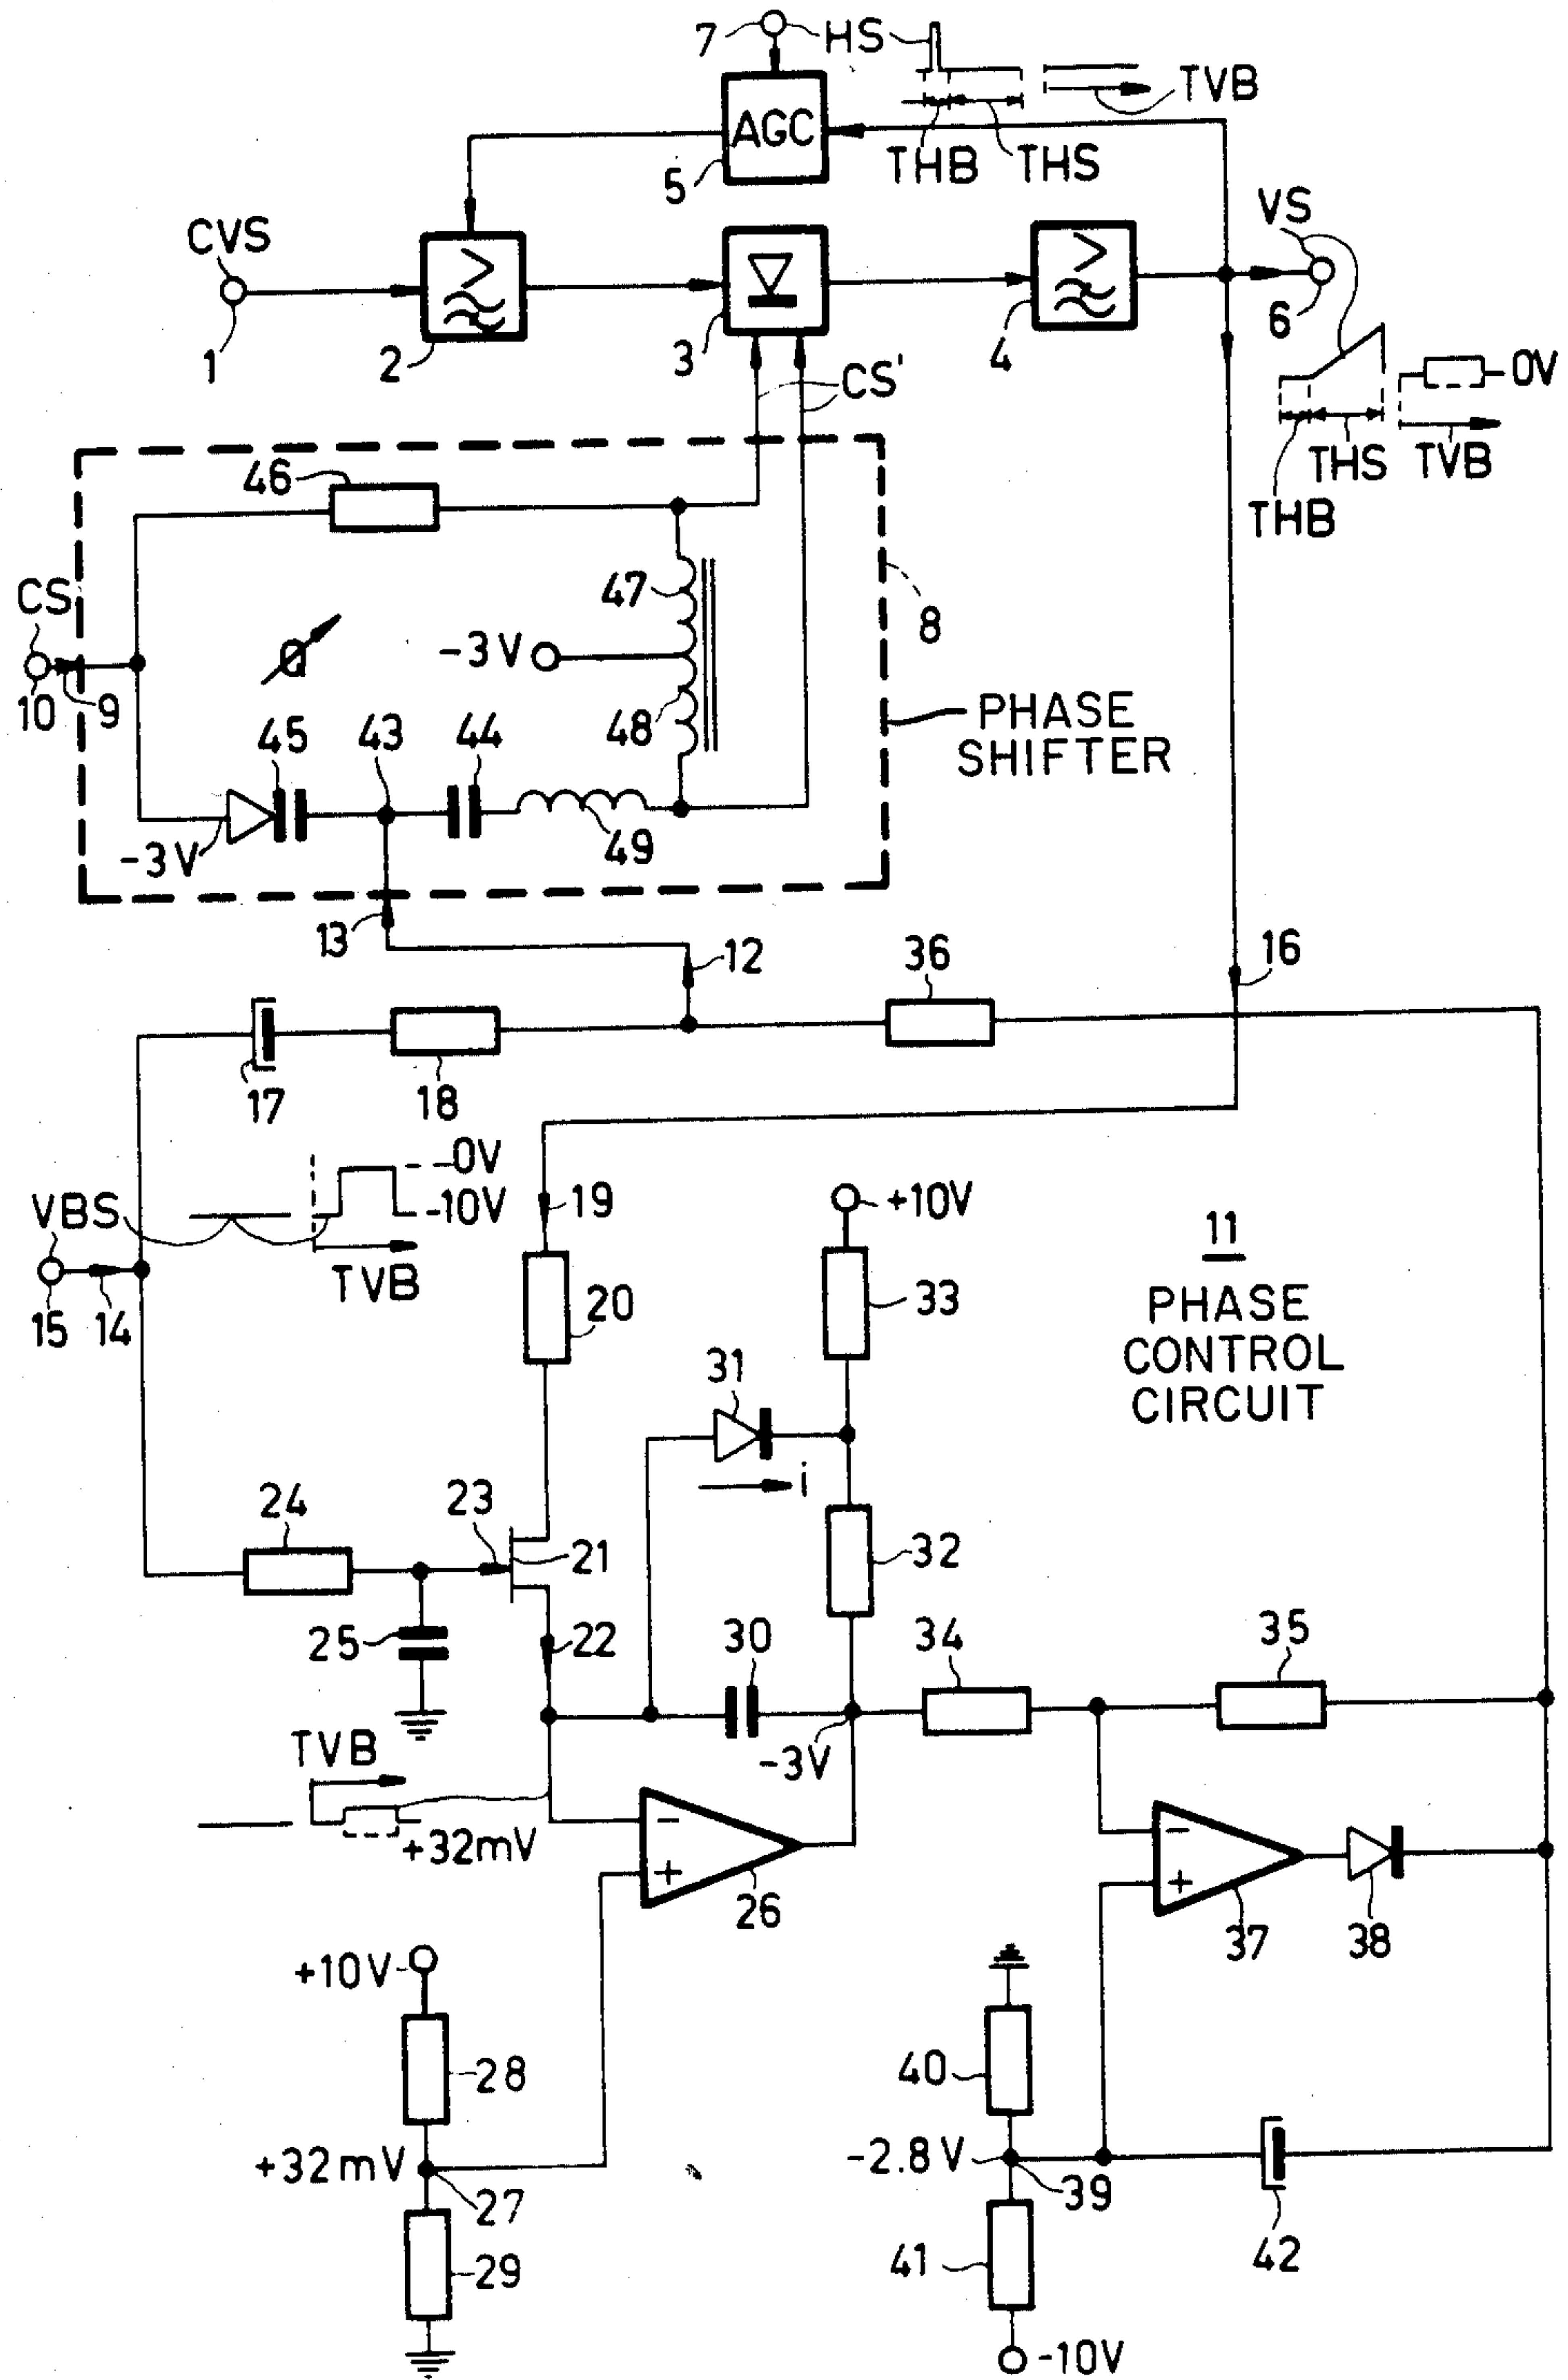 7 HS
TVB
AGC
5
THB THS
CVS
1
2
3
4
VS
6
0V
THS TVB
THB
CS'
46
CS
47
8
-3V
10 9
48
PHASE
SHIFTER
45 43 44
-3V
49
13
12
36
16
17
18
-0V
-10V
VBS
TVB
15 14
19
+10V
11
20
33
PHASE
CONTROL
CIRCUIT
31
i
24
23
21
32
25
22
30
34
35
-3V
TVB
+32mV
-
+
26
-
+
37
38
+10V
28
40
+32mV
27
-2.8V
39
29
41
42
-10V